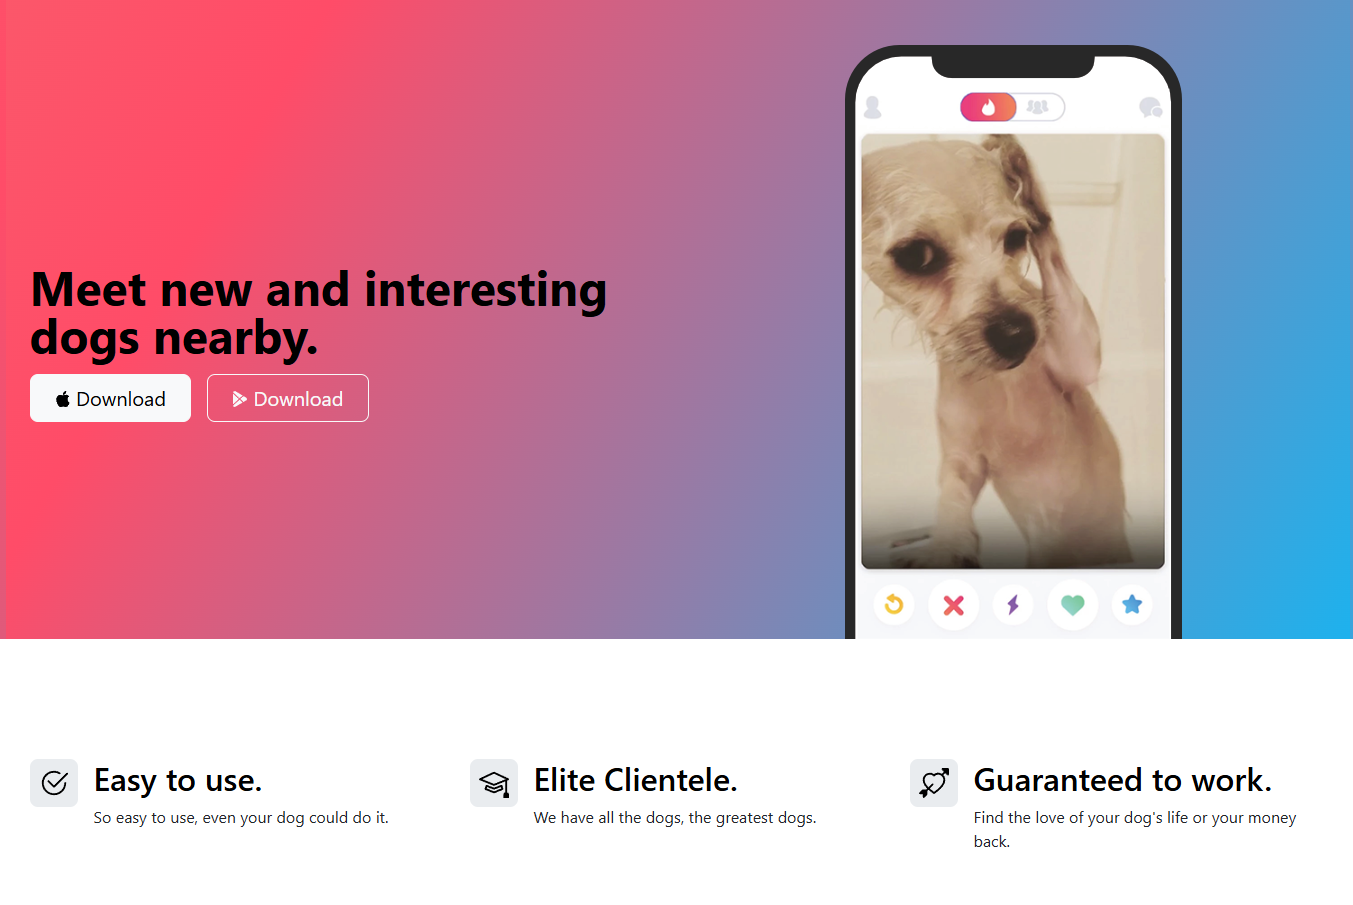 Meet new and interesting
dogs nearby.
Download
Download
Easy to use.
So easy to use, even your dog could do it.
Elite Clientele.
We have all the dogs, the greatest dogs.
Guaranteed to work.
Find the love of your dog's life or your money
back.